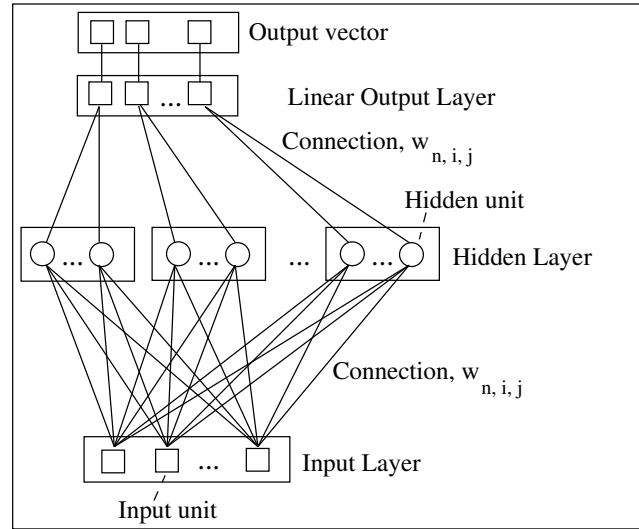 Output vector
...
Linear Output Layer
Connection, w n, i, j
Hidden unit
... ... ... ...
Hidden Layer
Connection, w n, i, j
...
Input Layer
Input unit